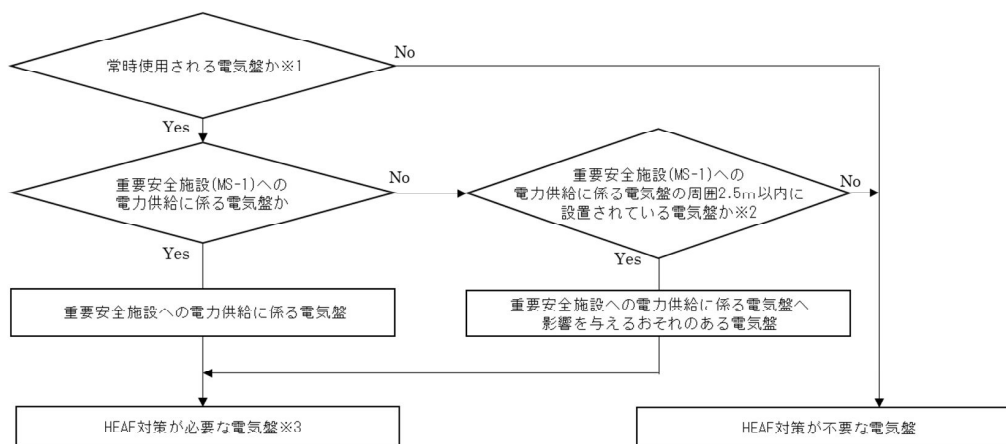 常時使用される電気盤か※1
No
Yes
重要安全施設(MS-1)への
電力供給に係る電気盤か
No
重要安全施設(MS-1)への
電力供給に係る電気盤の周囲2.5m以内に
設置されている電気盤か※2
No
Yes
Yes
重要安全施設への電力供給に係る電気盤
重要安全施設への電力供給に係る電気盤へ
影響を与えるおそれのある電気盤
HEAF対策が必要な電気盤※3
HEAF対策が不要な電気盤